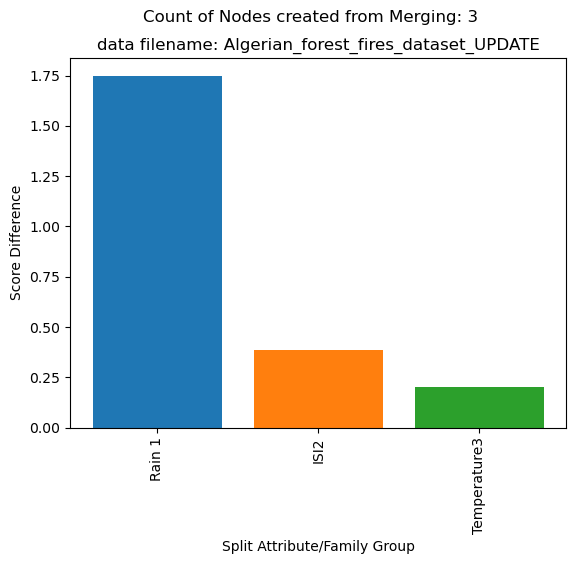 Count of Nodes created from Merging: 3
data filename: Algerian_forest_fires_dataset_UPDATE
1.75
1.50
1.25
1.00
0.75
0.50
0.25
0.00
Score Difference
Rain 1
ISI2
Temperature3
Split Attribute/Family Group